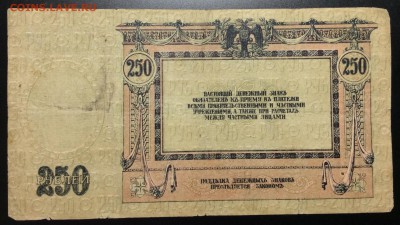 COINS.LAVE.RU
250
250
НАСТОЯЩІЙ ДЕНЕЖНЫЙ ЗНАКЪ
ОБЯЗАТЕЛЕНЪ КЪ ПРІЕМУ ВЪ ПЛАТЕЖИ
ВСѢМИ ПРАВИТЕЛЬСТВЕННЫМИ И ЧАСТНЫМИ
УЧРЕЖДЕНІЯМИ, А ТАКЖЕ ПРИ РАСЧЕТАХЪ
МЕЖДУ ЧАСТНЫМИ ЛИЦАМИ.
250
РУБЛЕЙ
ПОДДѢЛКА ДЕНЕЖНЫХЪ ЗНАКОВЪ
ПРЕСЛѢДУЕТСЯ ЗАКОНОМЪ